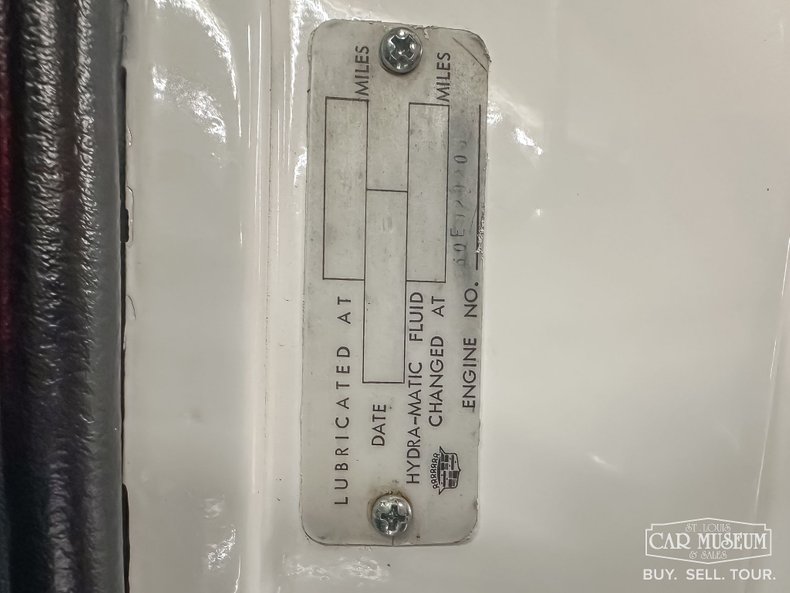 LUBRICATED AT MILES
DATE
HYDRA-MATIC FLUID
CHANGED AT MILES
ENGINE NO.
ST. LOUIS
CAR MUSEUM
& SALES
BUY. SELL. TOUR.